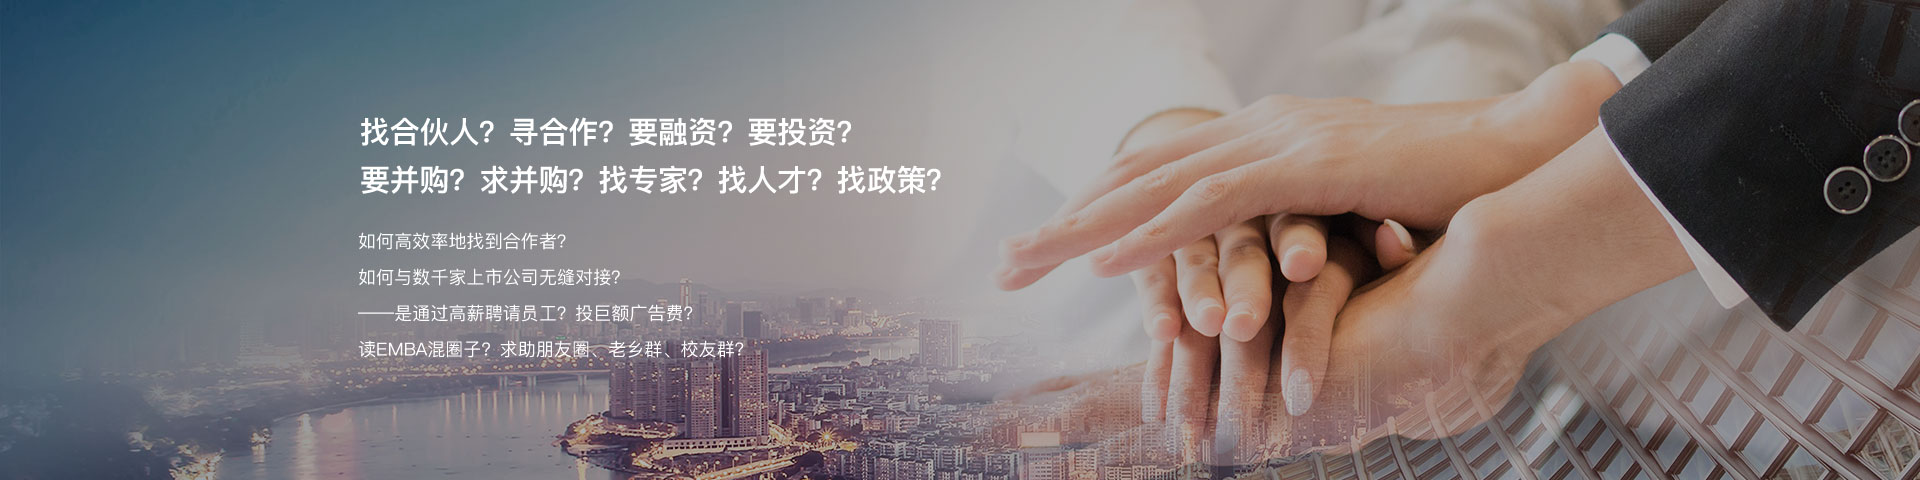 找合伙人？寻合作？要融资？要投资？
要并购？求并购？找专家？找人才？找政策？
如何高效率地找到合作者？
如何与数千家上市公司无缝对接？
——是通过高薪聘请员工？投巨额广告费？
读EMBA混圈子？求助朋友圈、老乡群、校友群？